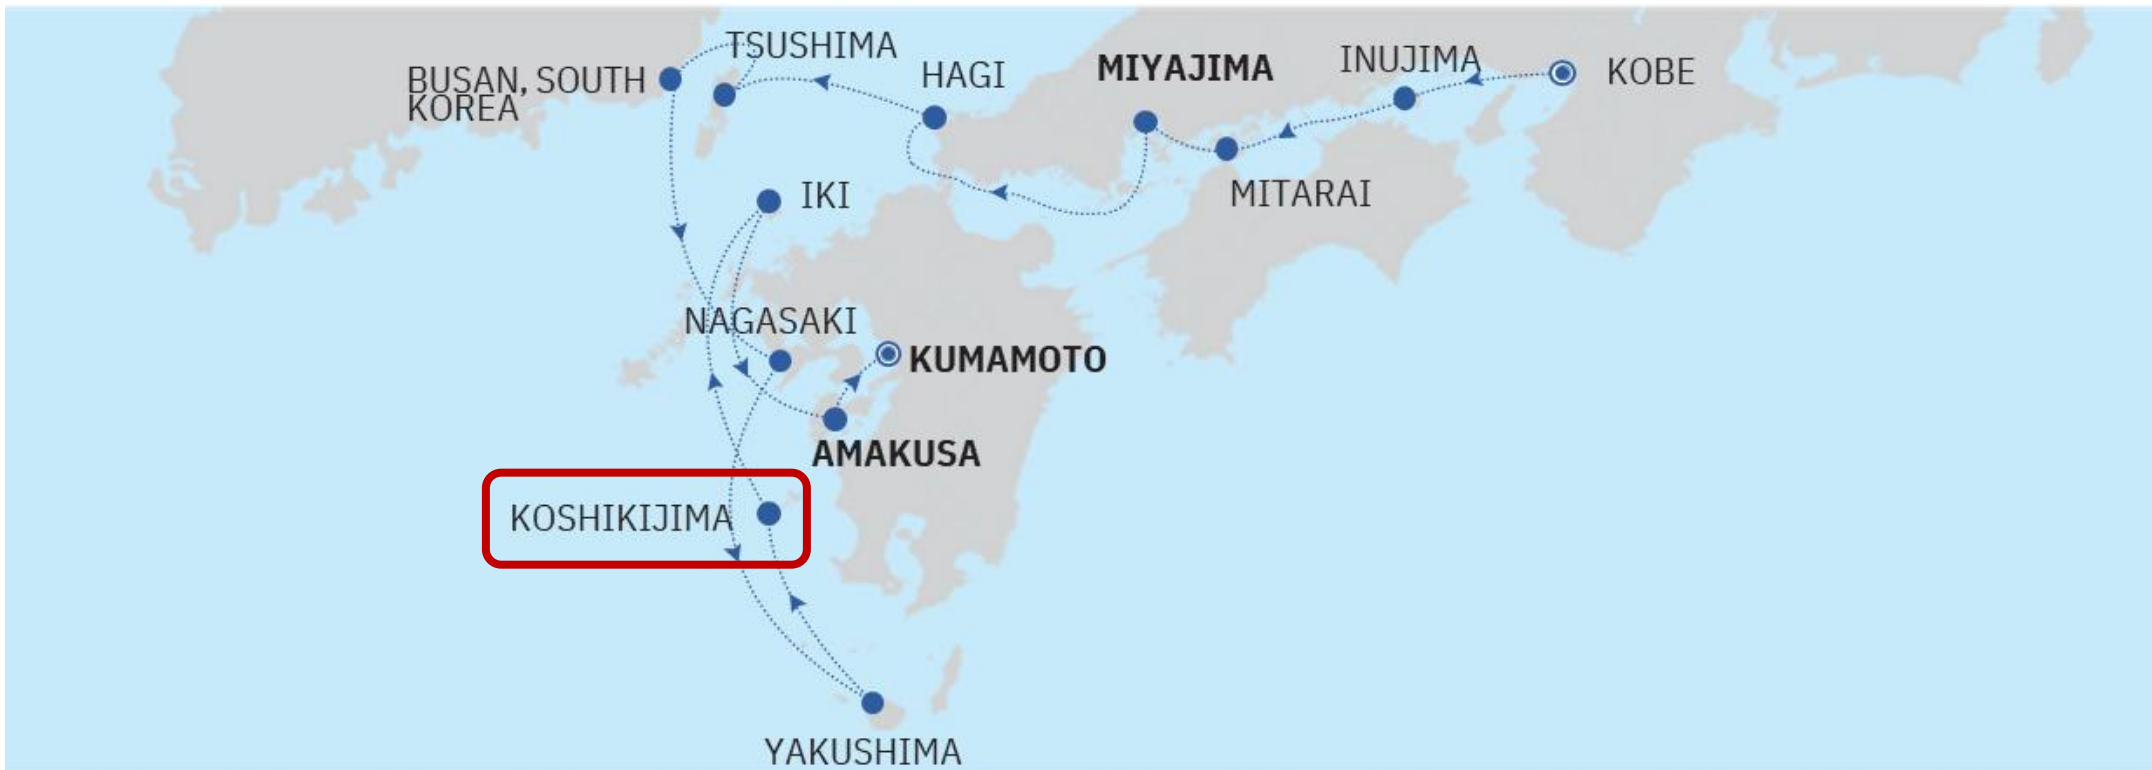 TSUSHIMA
BUSAN, SOUTH
KOREA
HAGI
MIYAJIMA
INUJIMA
KOBE
IKI
MITARAI
NAGASAKI
KUMAMOTO
AMAKUSA
KOSHIKIJIMA
YAKUSHIMA